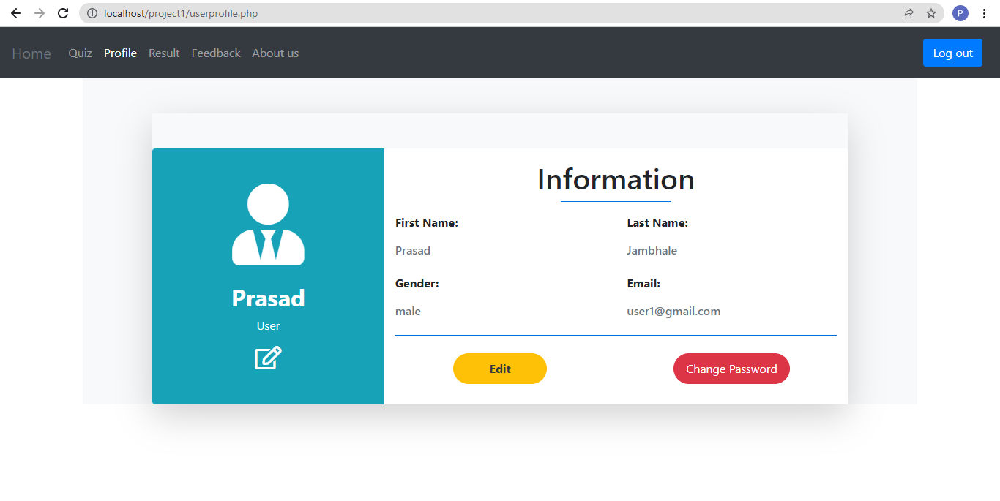 localhost/project1/userprofile.php
P
Home Quiz Profile Result Feedback About us Log out
Information
First Name: Last Name:
Prasad Jambhale
Gender: Email:
male user1@gmail.com
Prasad
User
Edit Change Password